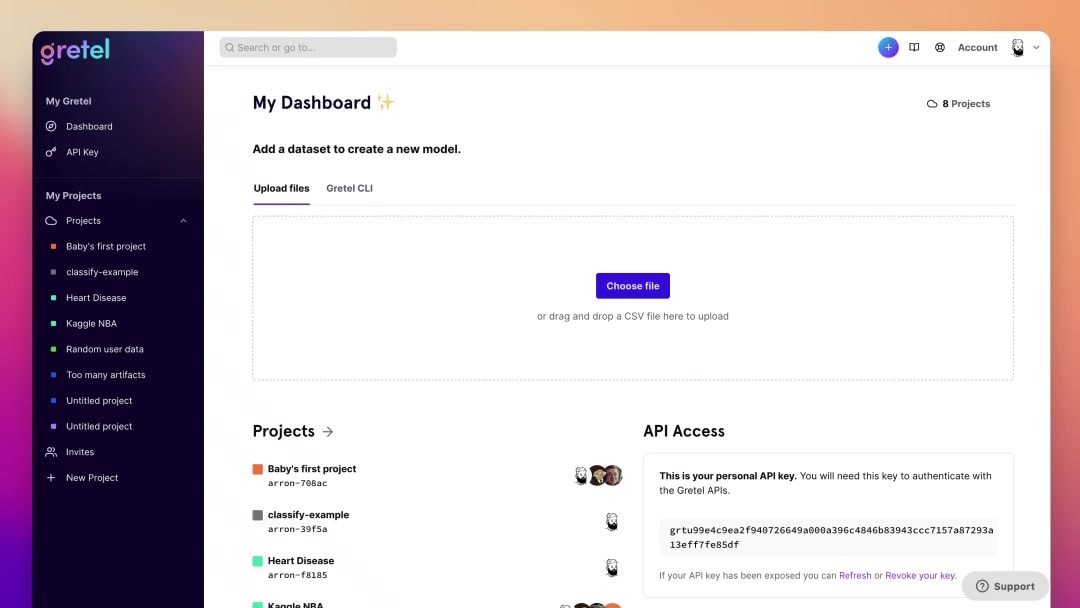 gretel
Search or go to...
Account
My Gretel
Dashboard
API Key
My Projects
Projects
Baby's first project
classify-example
Heart Disease
Kaggle NBA
Random user data
Too many artifacts
Untitled project
Untitled project
Invites
New Project
My Dashboard ✨
8 Projects
Add a dataset to create a new model.
Upload files
Gretel CLI
Choose file
or drag and drop a CSV file here to upload
Projects →
Baby's first project
arron-708ac
classify-example
arron-39f5a
Heart Disease
arron-f8185
Kaggle NBA
API Access
This is your personal API key. You will need this key to authenticate with
the Gretel APIs.
grtu99e4c9ea2f940726649a000a396c4846b83943ccc7157a87293a
13eff7fe85df
If your API key has been exposed you can Refresh or Revoke your key.
Support